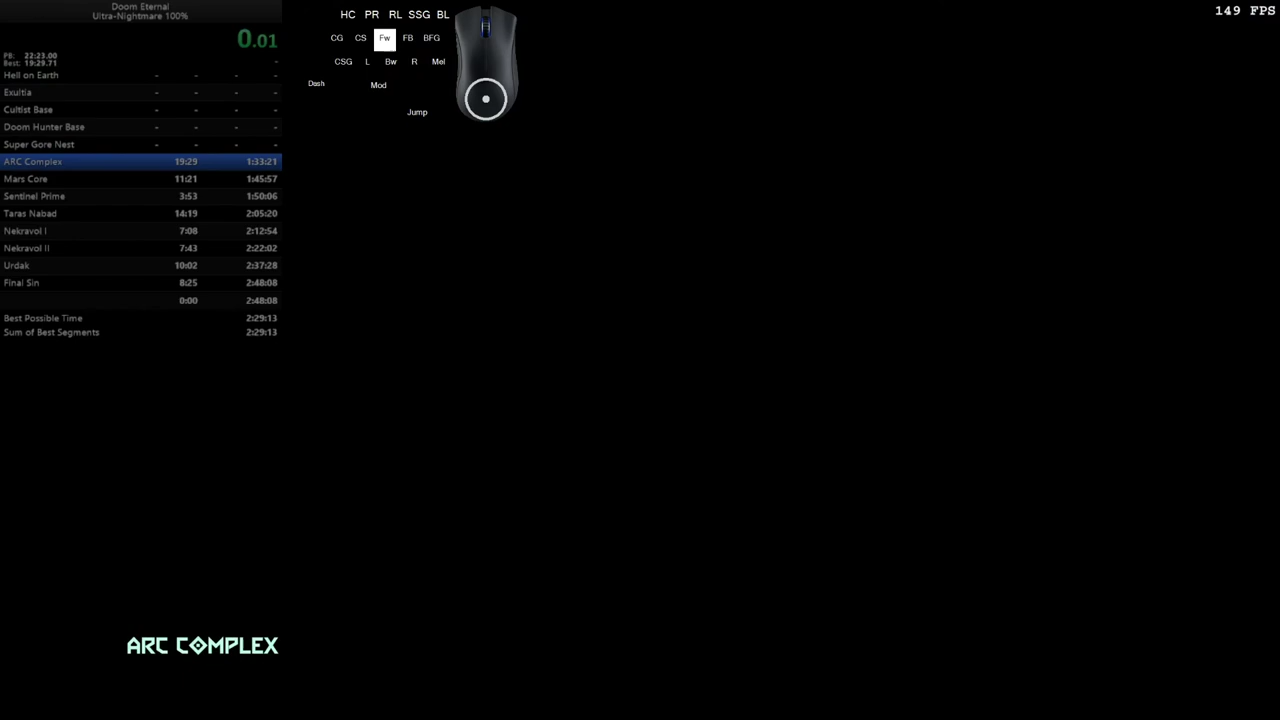 Doom Eternal
Ultra-Nightmare 100%
0.01
PB: 22:23.00
Best: 19:29.71 -
Hell on Earth - - - -
Exultia - - - -
Cultist Base - - - -
Doom Hunter Base - - - -
Super Gore Nest - - - -
ARC Complex 19:29 1:33:21
Mars Core 11:21 1:45:57
Sentinel Prime 3:53 1:50:06
Taras Nabad 14:19 2:05:20
Nekravol I 7:08 2:12:54
Nekravol II 7:43 2:22:02
Urdak 10:02 2:37:28
Final Sin 8:25 2:48:08
0:00 2:48:08
Best Possible Time 2:29:13
Sum of Best Segments 2:29:13
HC PR RL SSG BL
CG CS Fw FB BFG
CSG L Bw R Mel
Dash Mod
Jump
149 FPS
ARC COMPLEX